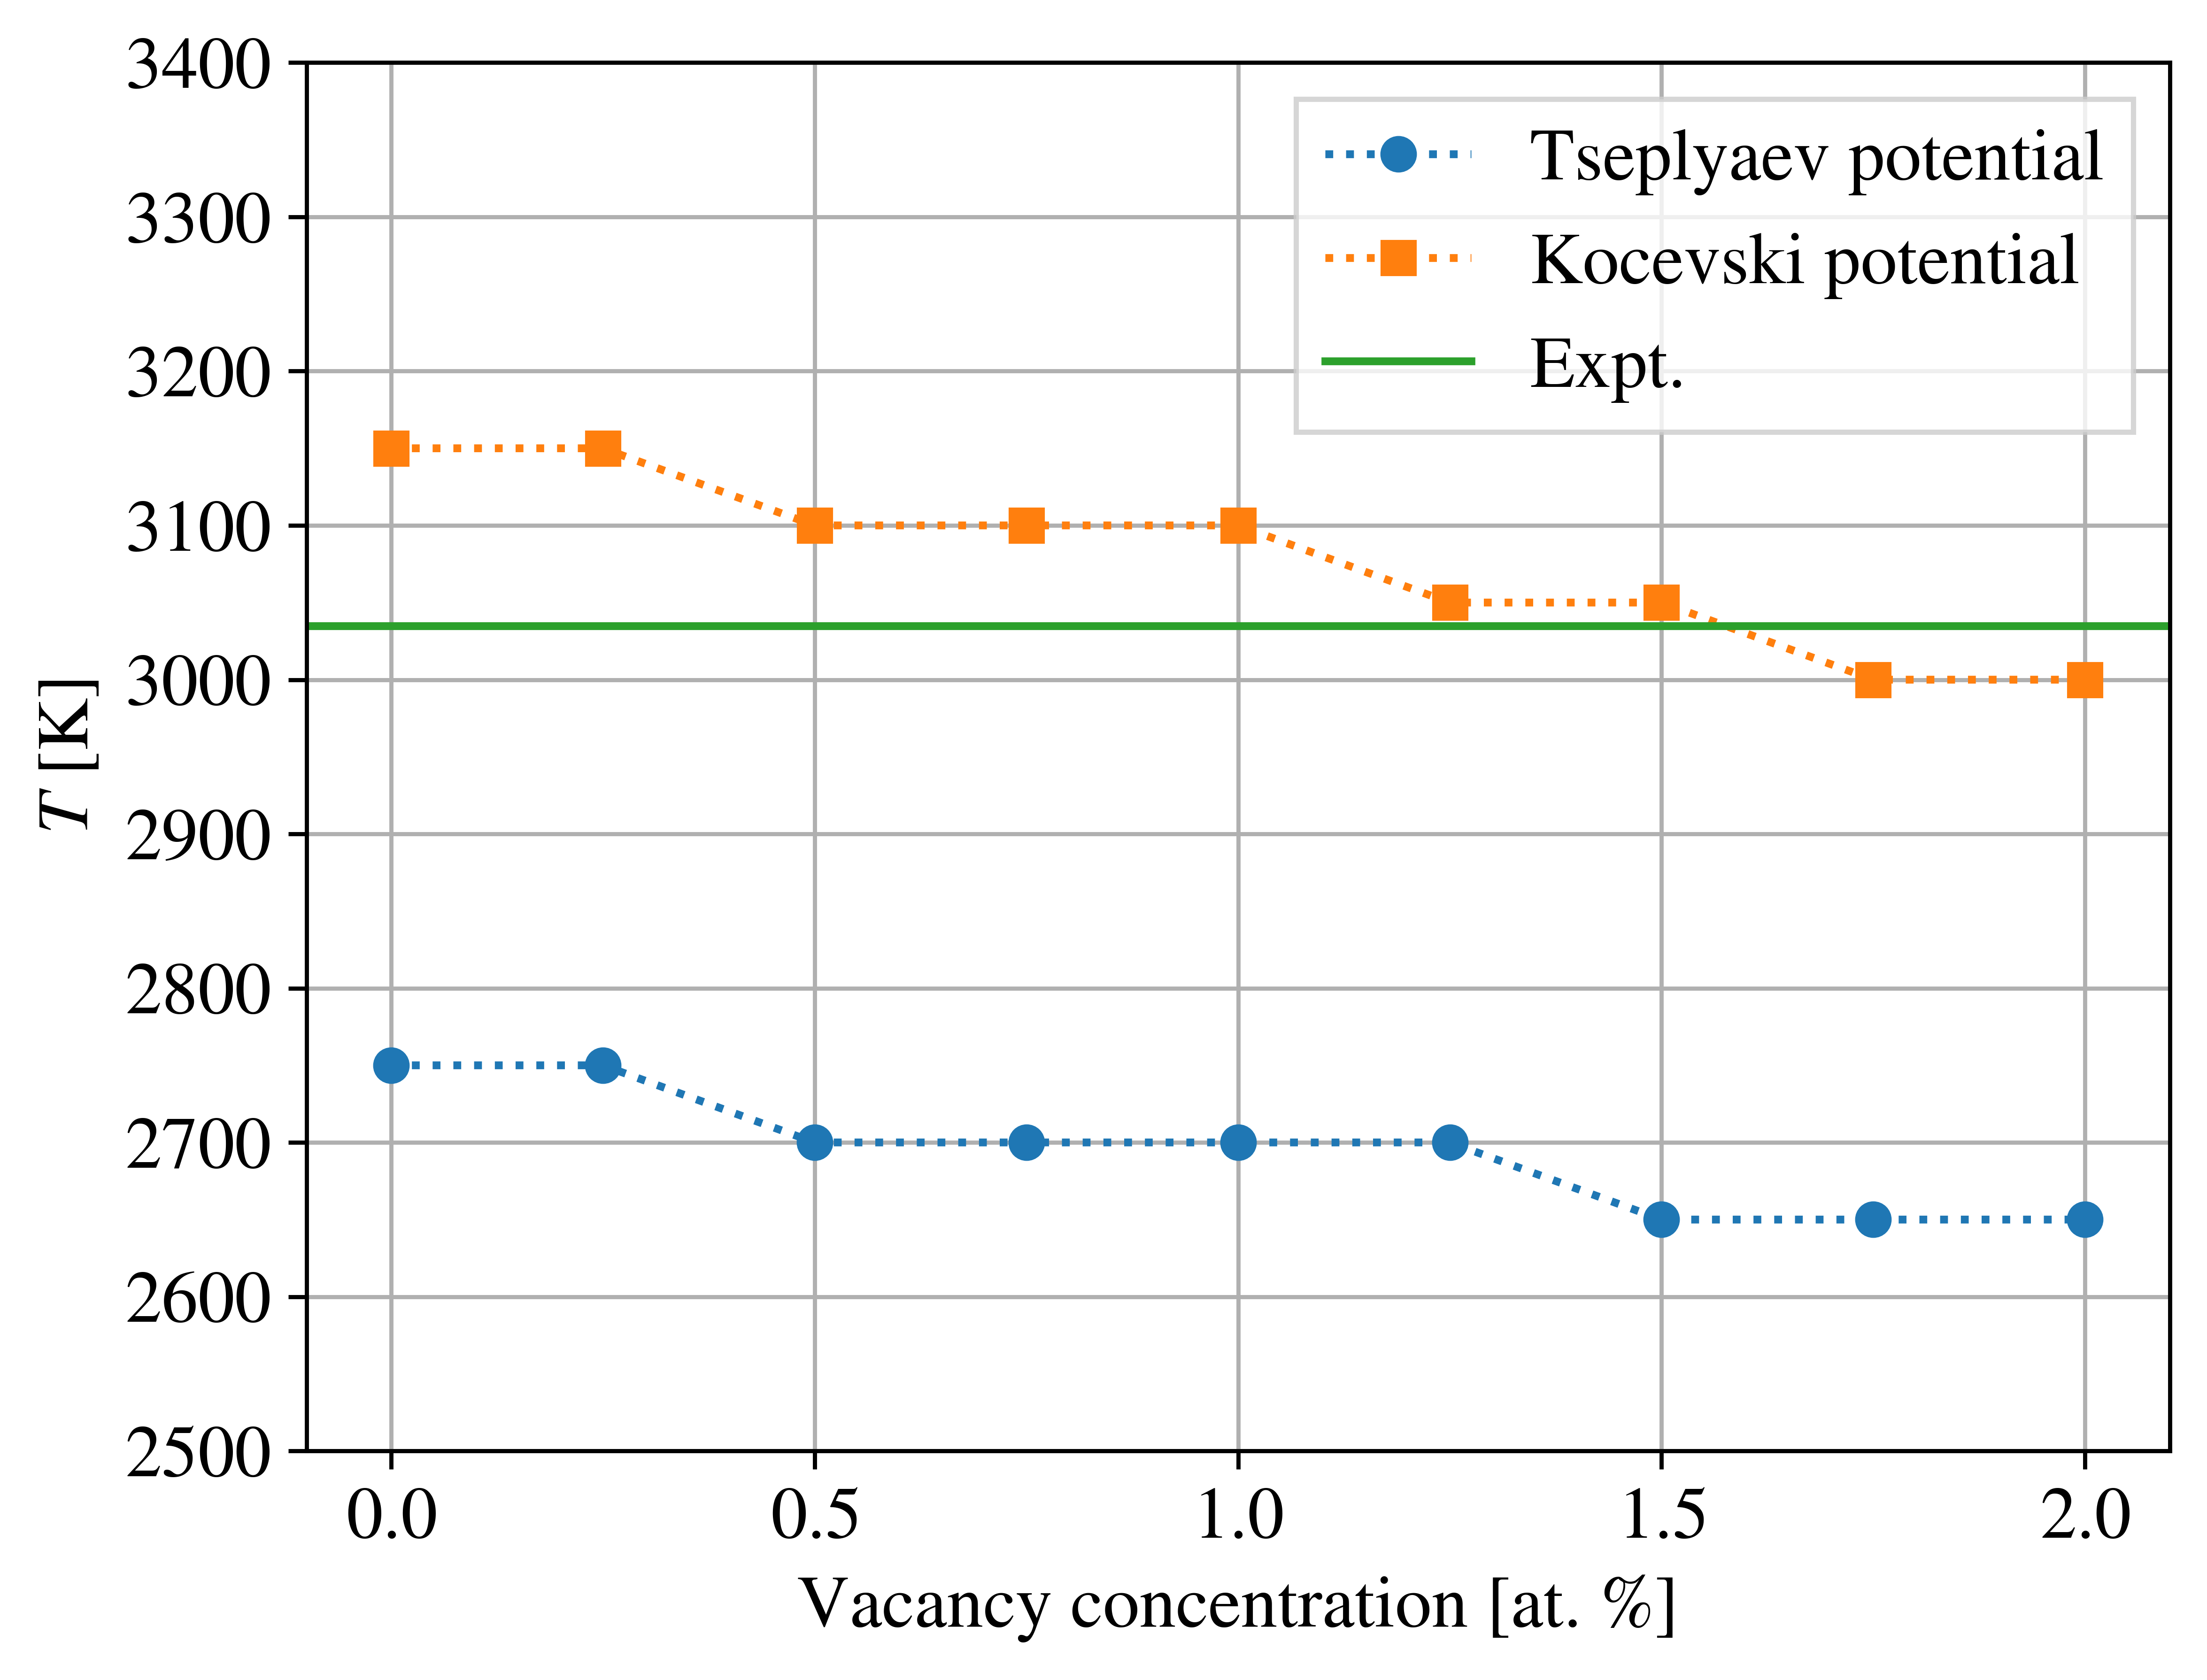 3400
3300
3200
3100
3000
2900
2800
2700
2600
2500
T [K]
Tseplyaev potential
Kocevski potential
Expt.
0.0 0.5 1.0 1.5 2.0
Vacancy concentration [at. %]